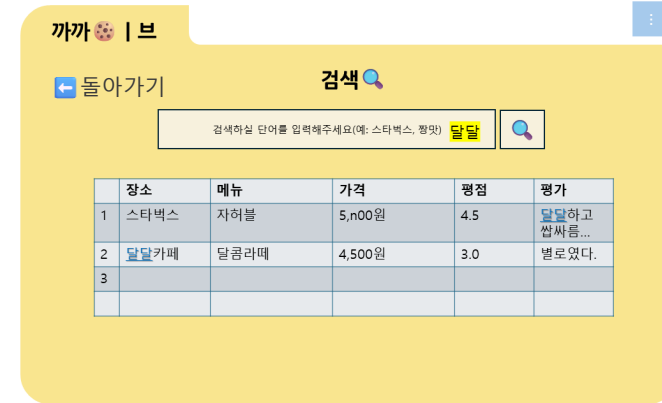 까까🍪 | 브
돌아가기
검색
검색하실 단어를 입력해주세요(예: 스타벅스, 짱맛) 달달
장소 메뉴 가격 평점 평가
1 스타벅스 자허블 5,n00원 4.5 달달하고
쌉싸름...
2 달달카페 달콤라떼 4,500원 3.0 별로였다.
3